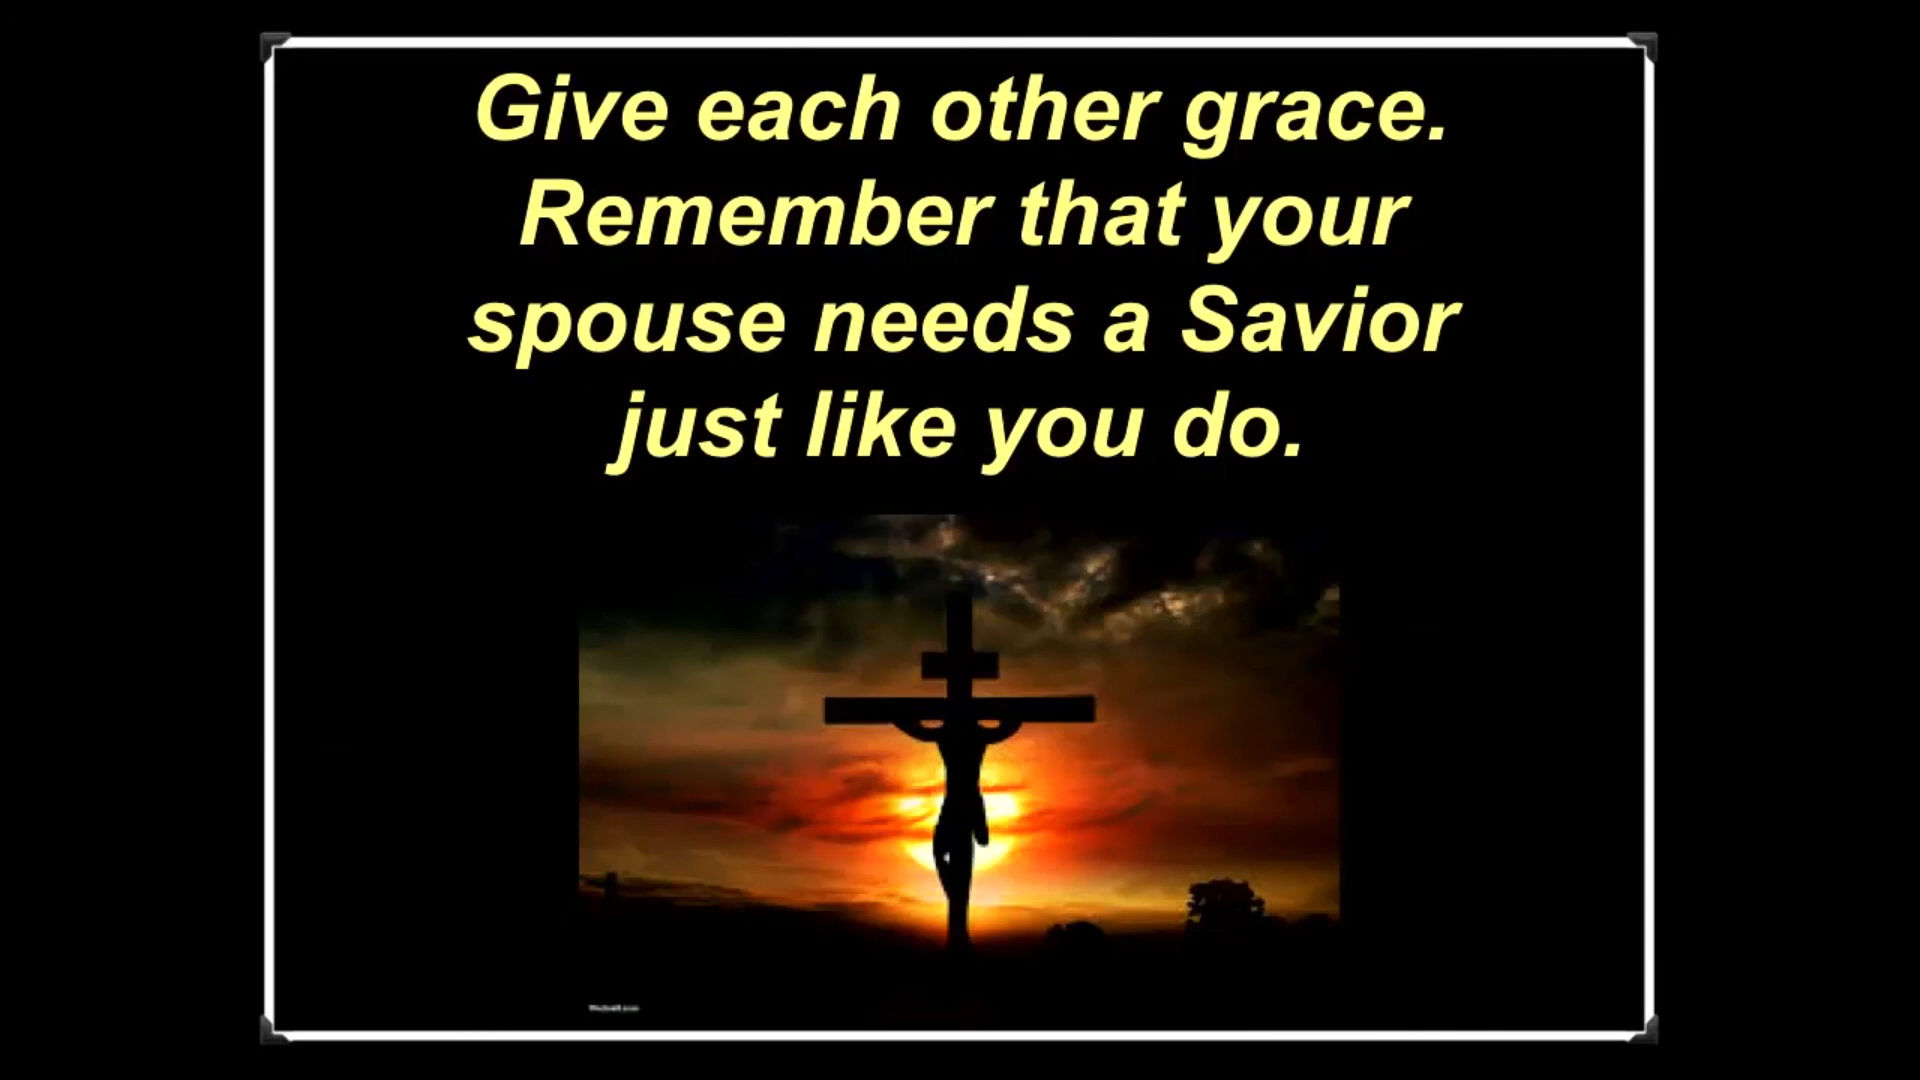 Give each other grace.
Remember that your
spouse needs a Savior
just like you do.